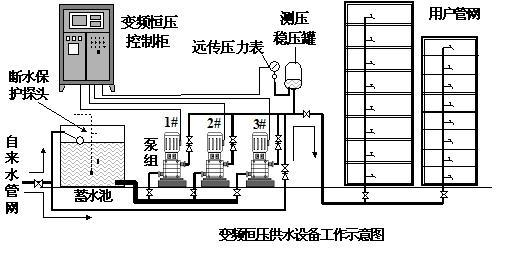 变频恒压
控制柜
测压
稳压罐
用户管网
远传压力表
断水保
护探头
1#
2#
3#
泵
组
自
来
水
管
网
蓄水池
变频恒压供水设备工作示意图